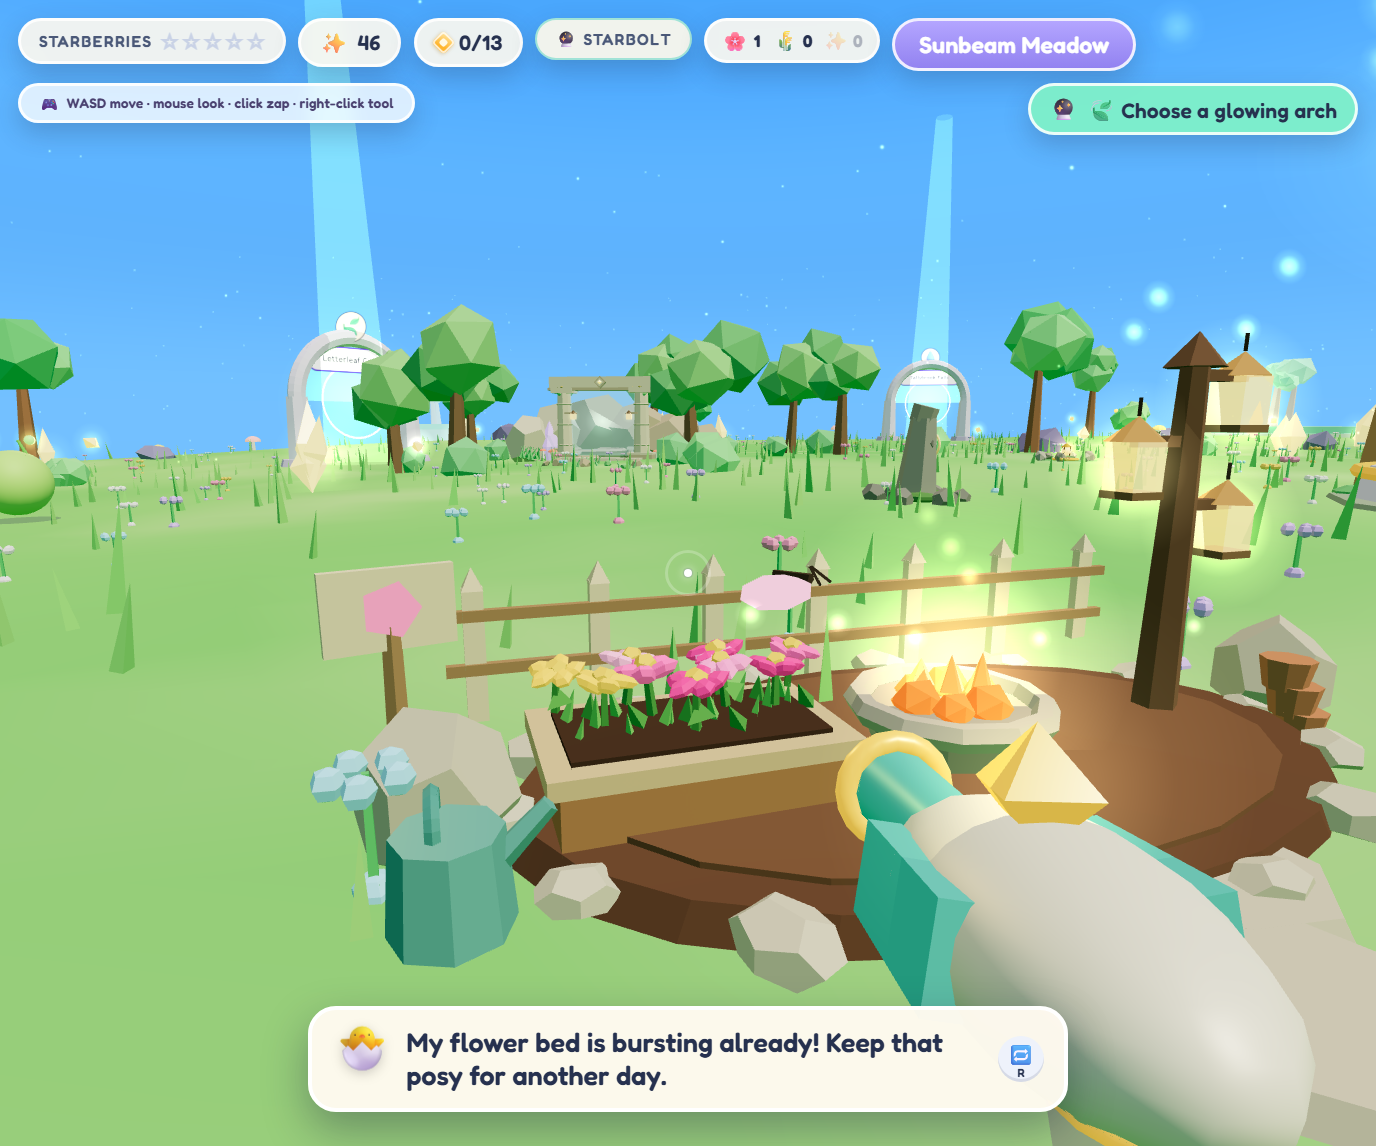 STARBERRIES
46
0/13
STARBOLT
1 0 0
Sunbeam Meadow
WASD move · mouse look · click zap · right-click tool
Choose a glowing arch
Letterleaf
My flower bed is bursting already! Keep that
posy for another day.
R